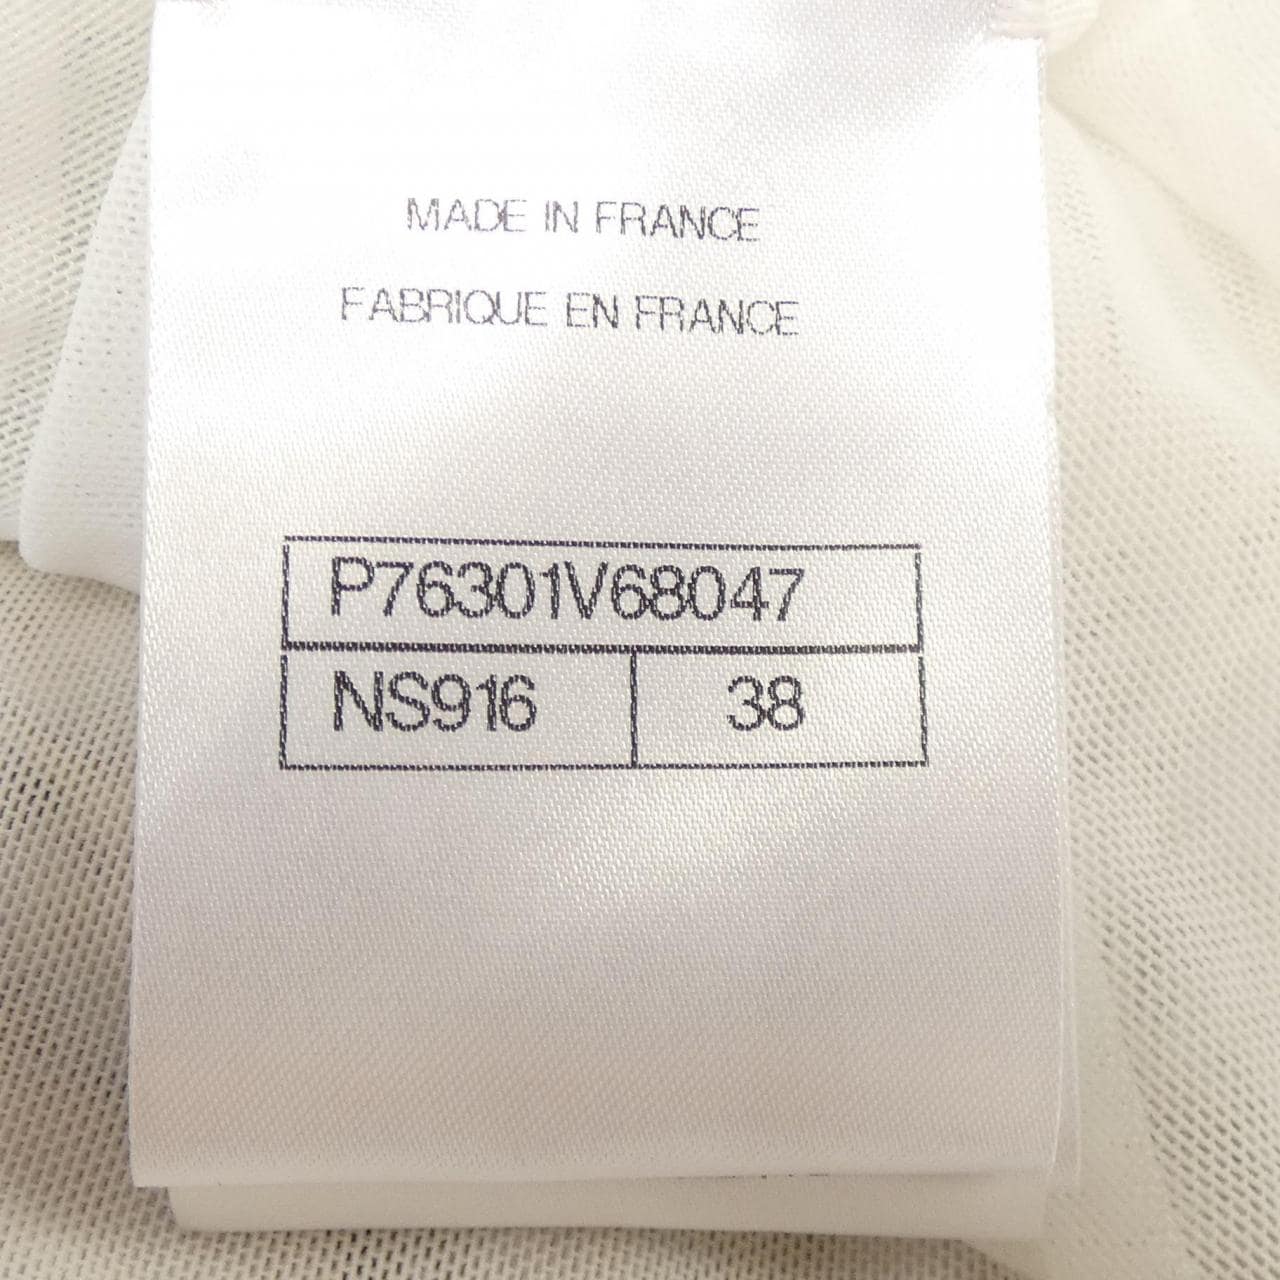 MADE IN FRANCE
FABRIQUE EN FRANCE
P76301V68047
NS916 38